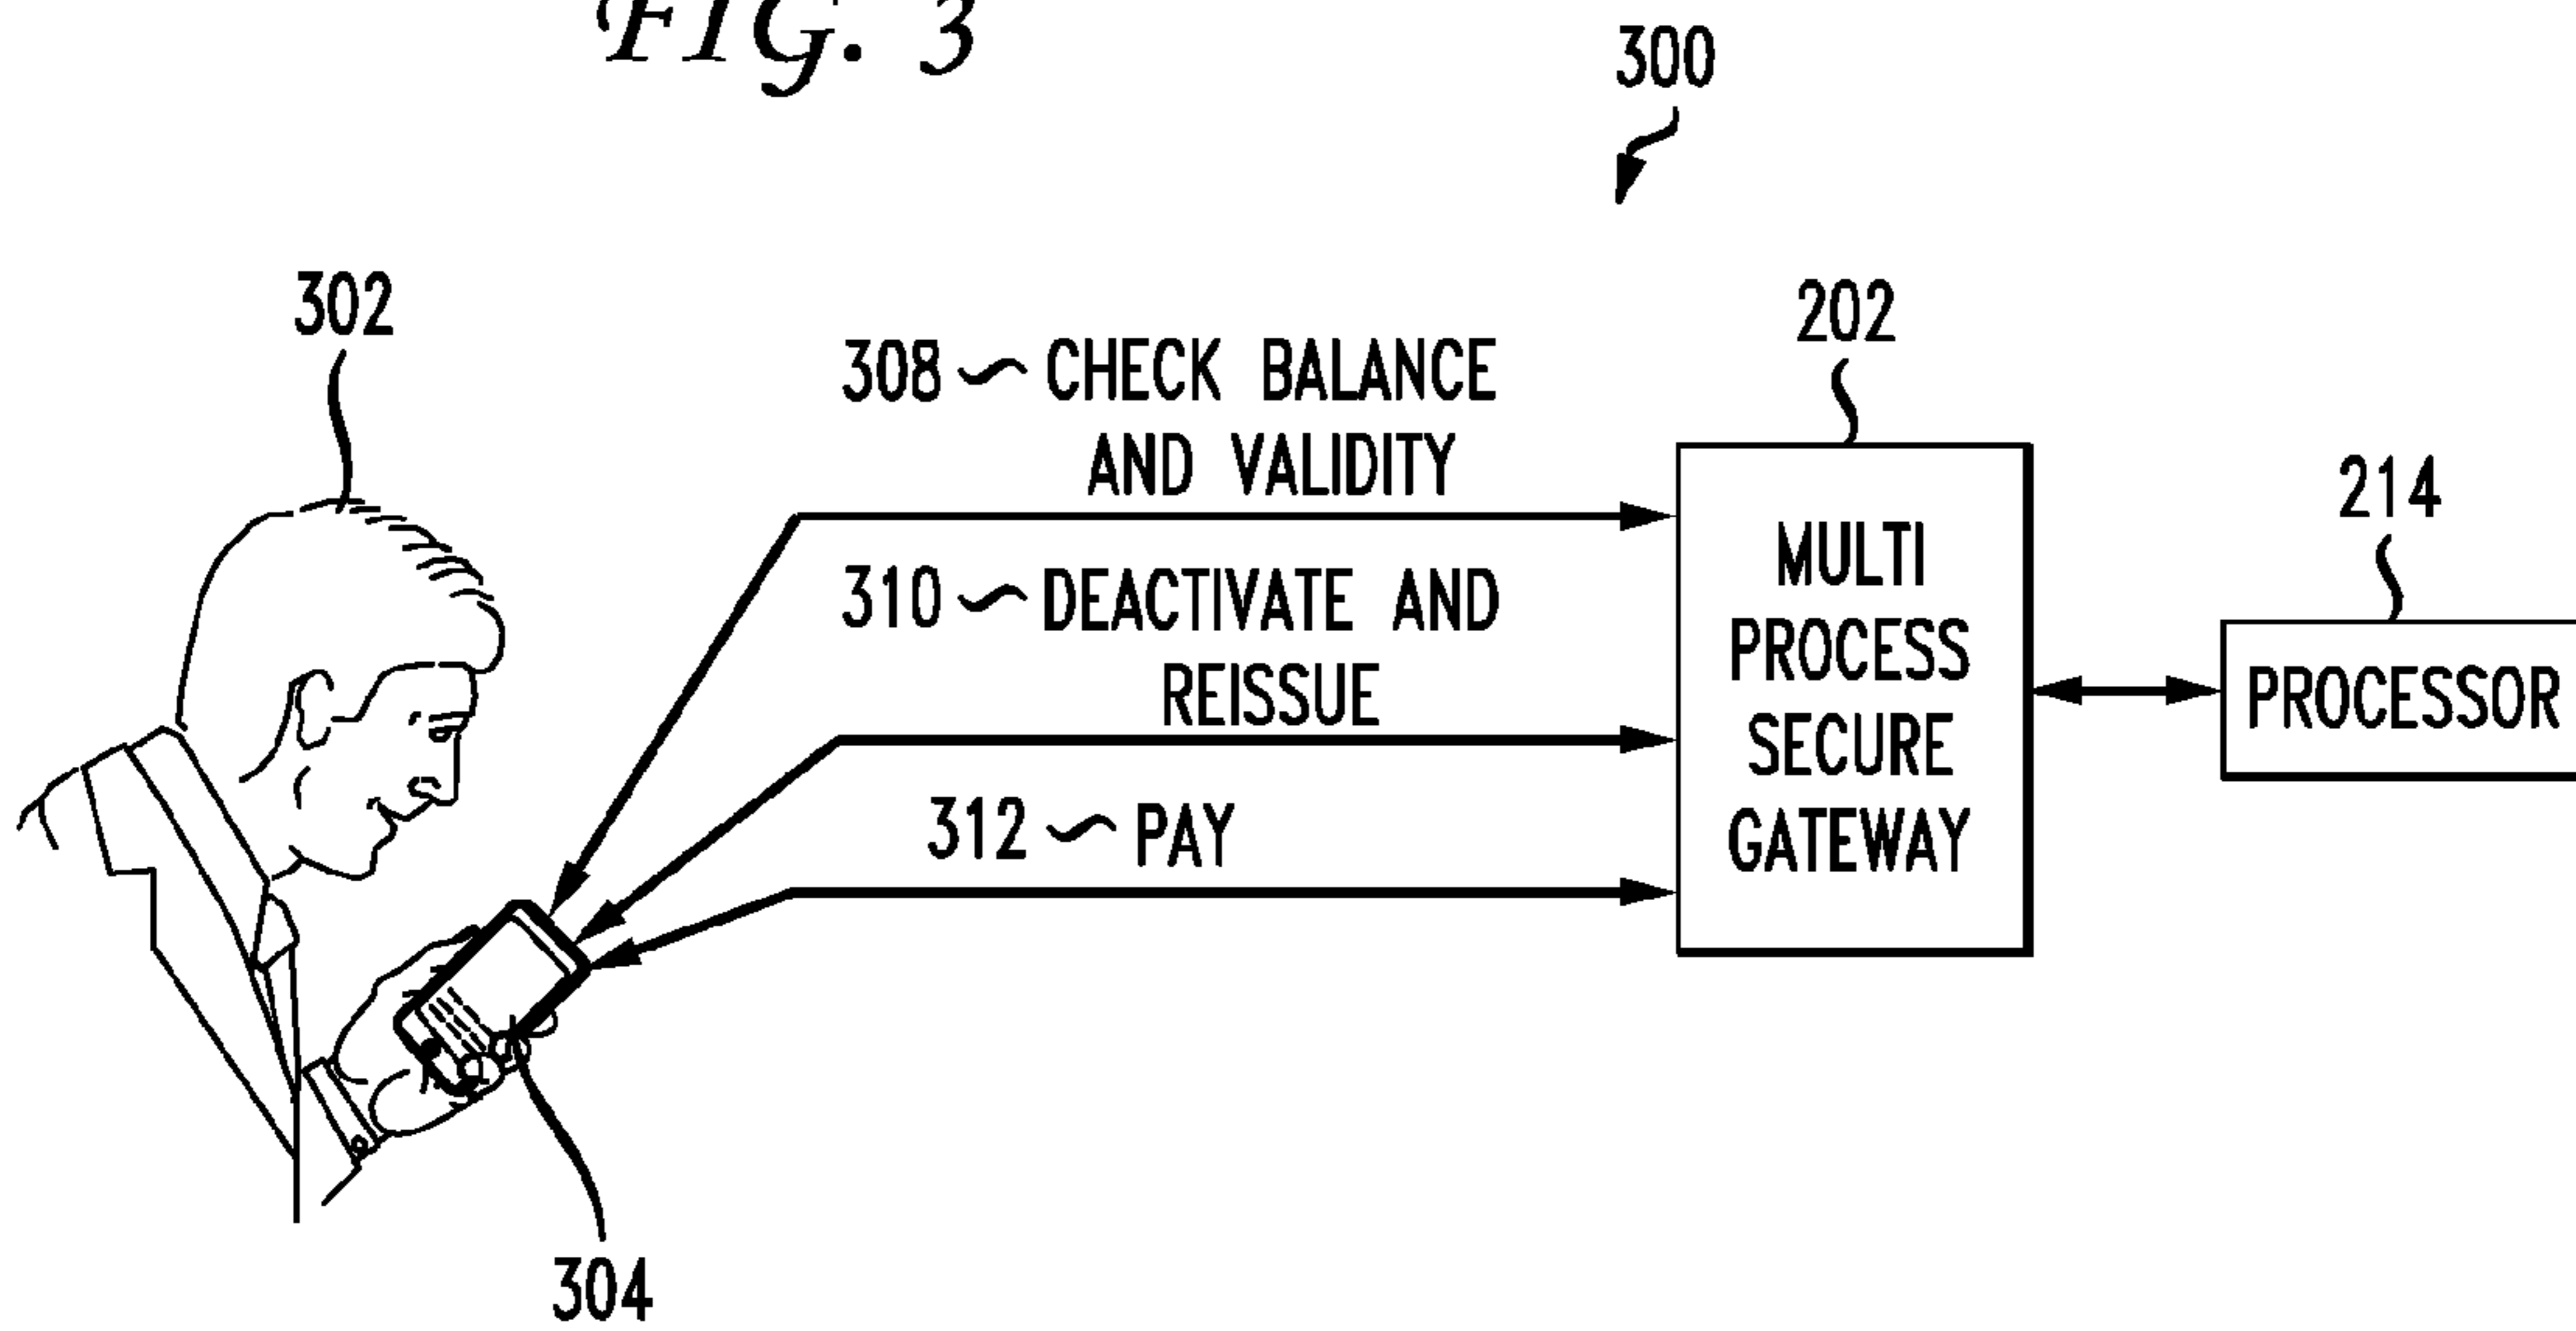 FIG. 3
300
302
308 CHECK BALANCE
AND VALIDITY
310 DEACTIVATE AND
REISSUE
312 PAY
202
MULTI
PROCESS
SECURE
GATEWAY
214
PROCESSOR
304